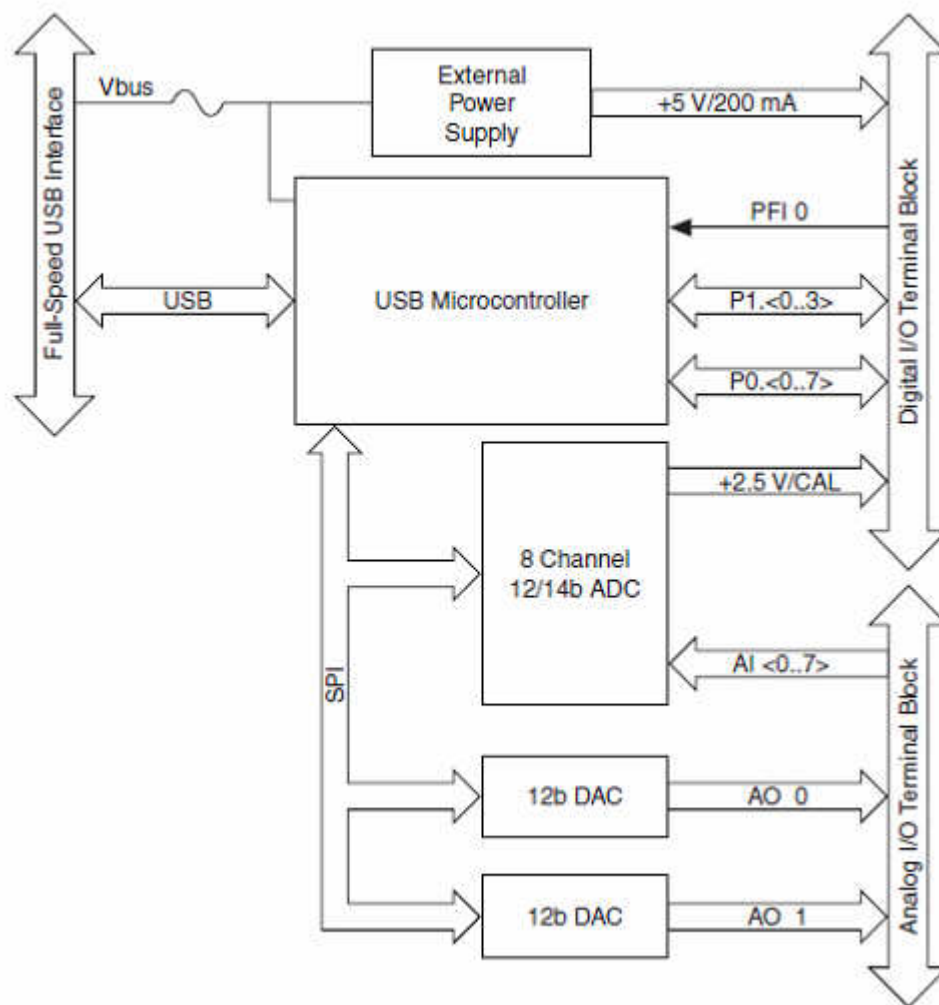 Full-Speed USB Interface
Vbus
External
Power
Supply
+5 V/200 mA
PFI 0
USB
USB Microcontroller
P1.<0..3>
P0.<0..7>
Digital I/O Terminal Block
+2.5 V/CAL
8 Channel
12/14b ADC
AI <0..7>
SPI
12b DAC
AO 0
12b DAC
AO 1
Analog I/O Terminal Block